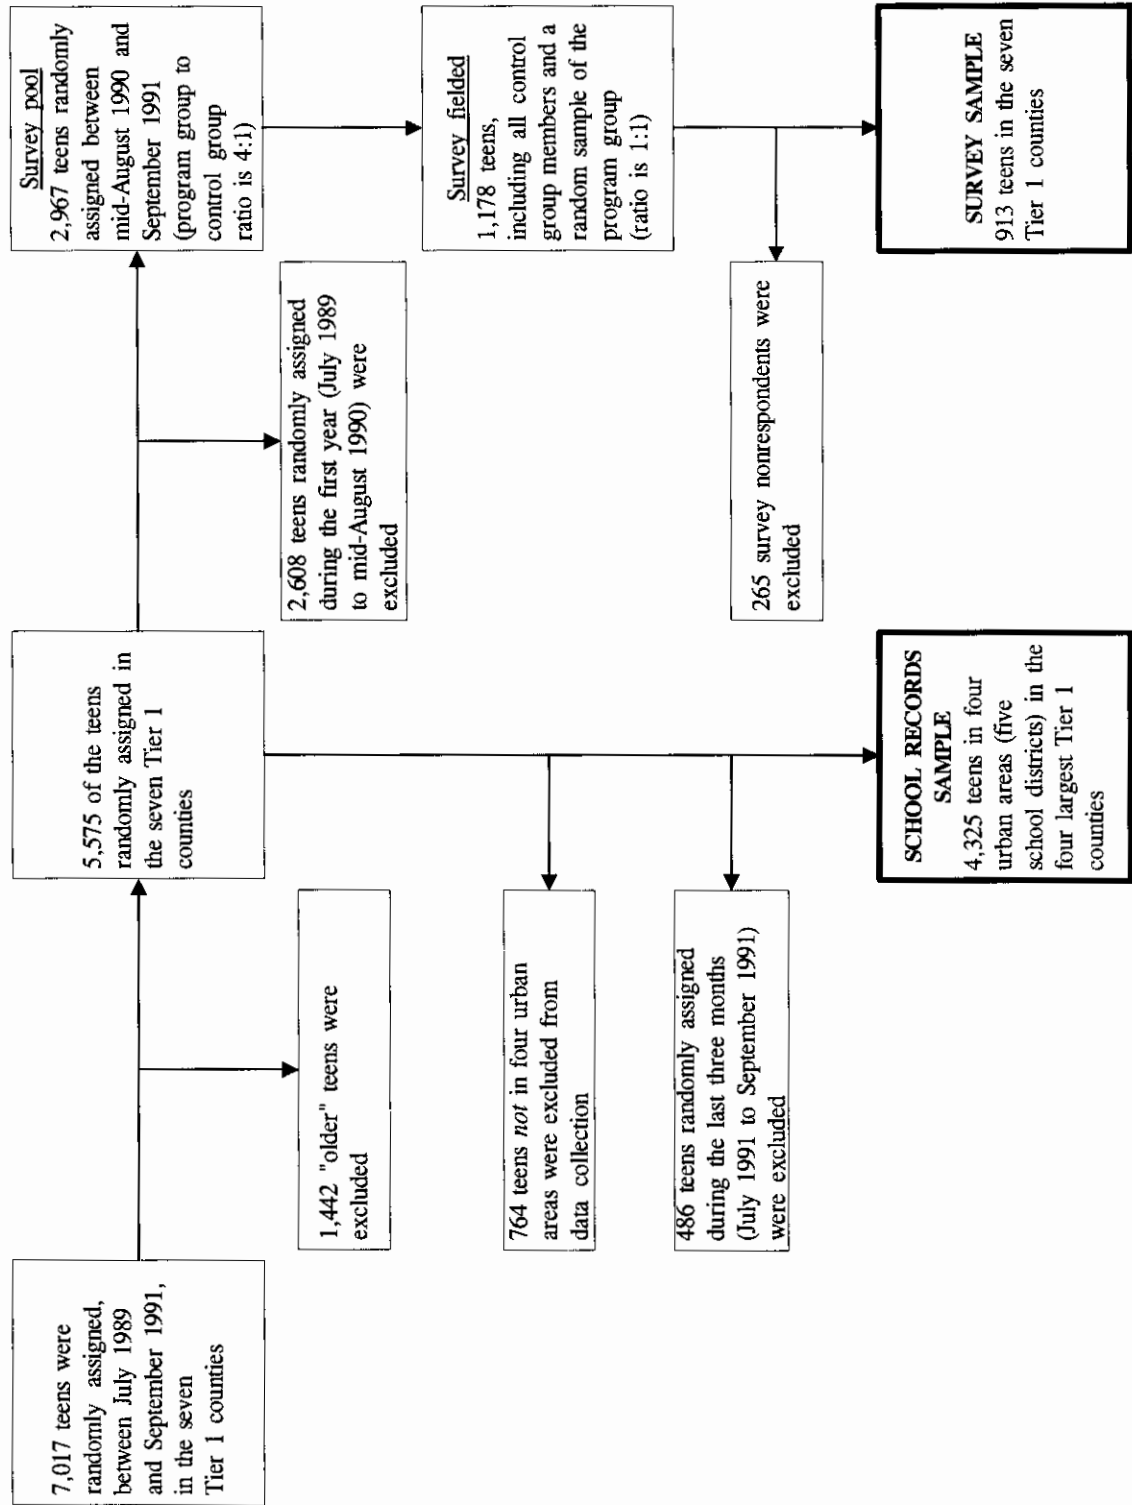 7,017 teens were
randomly assigned,
between July 1989
and September 1991,
in the seven
Tier 1 counties
1,442 "older" teens were
excluded
5,575 of the teens
randomly assigned in
the seven Tier 1
counties
764 teens not in four urban
areas were excluded from
data collection
486 teens randomly assigned
during the last three months
(July 1991 to September 1991)
were excluded
SCHOOL RECORDS
SAMPLE
4,325 teens in four
urban areas (five
school districts) in the
four largest Tier 1
counties
2,608 teens randomly assigned
during the first year (July 1989
to mid-August 1990) were
excluded
Survey pool
2,967 teens randomly
assigned between
mid-August 1990 and
September 1991
(program group to
control group
ratio is 4:1)
Survey fielded
1,178 teens,
including all control
group members and a
random sample of the
program group
(ratio is 1:1)
265 survey nonrespondents were
excluded
SURVEY SAMPLE
913 teens in the seven
Tier 1 counties